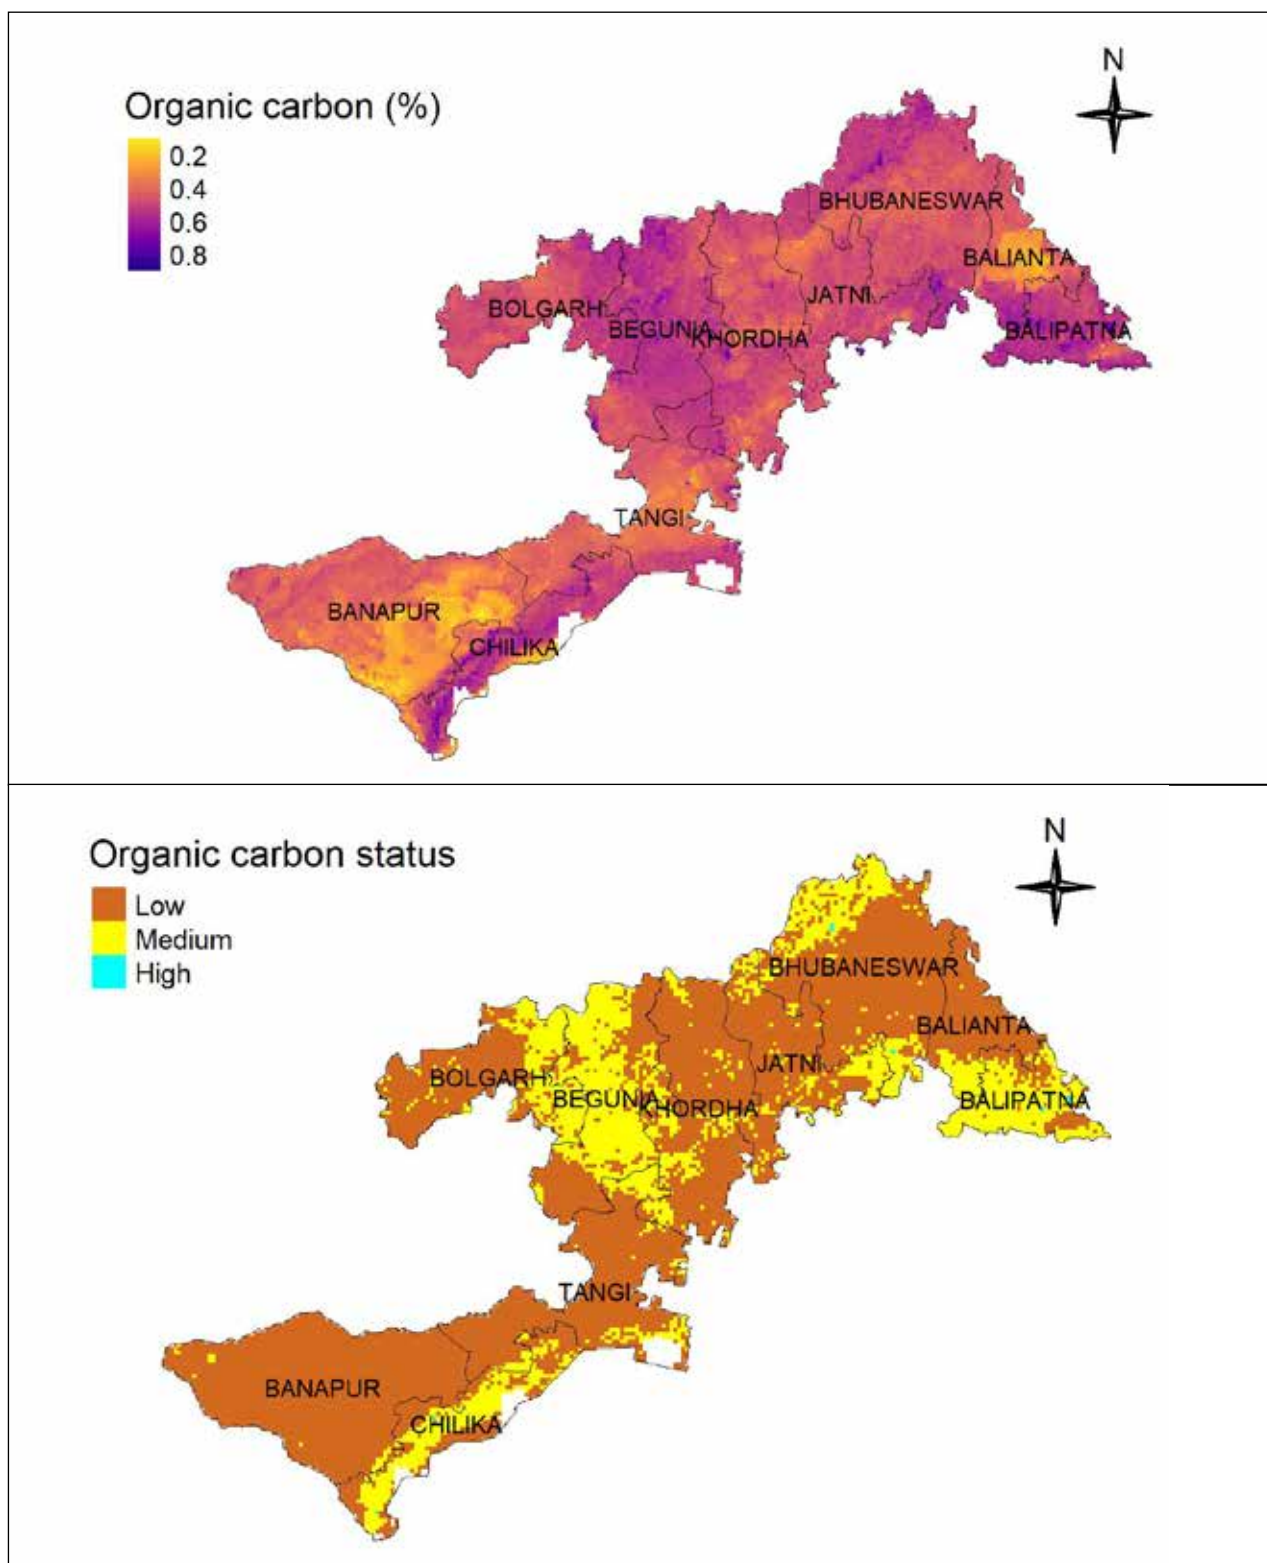 N
Organic carbon (%)
0.2
0.4
0.6
0.8
BHUBANESWAR
BALIANTA
JATNI
BOLGARH
BEGUNIA
KHORDHA
BALIPATNA
TANGI
BANAPUR
CHILIKA
N
Organic carbon status
Low
Medium
High
BHUBANESWAR
BALIANTA
JATNI
BOLGARH
BEGUNIA
KHORDHA
BALIPATNA
TANGI
BANAPUR
CHILIKA